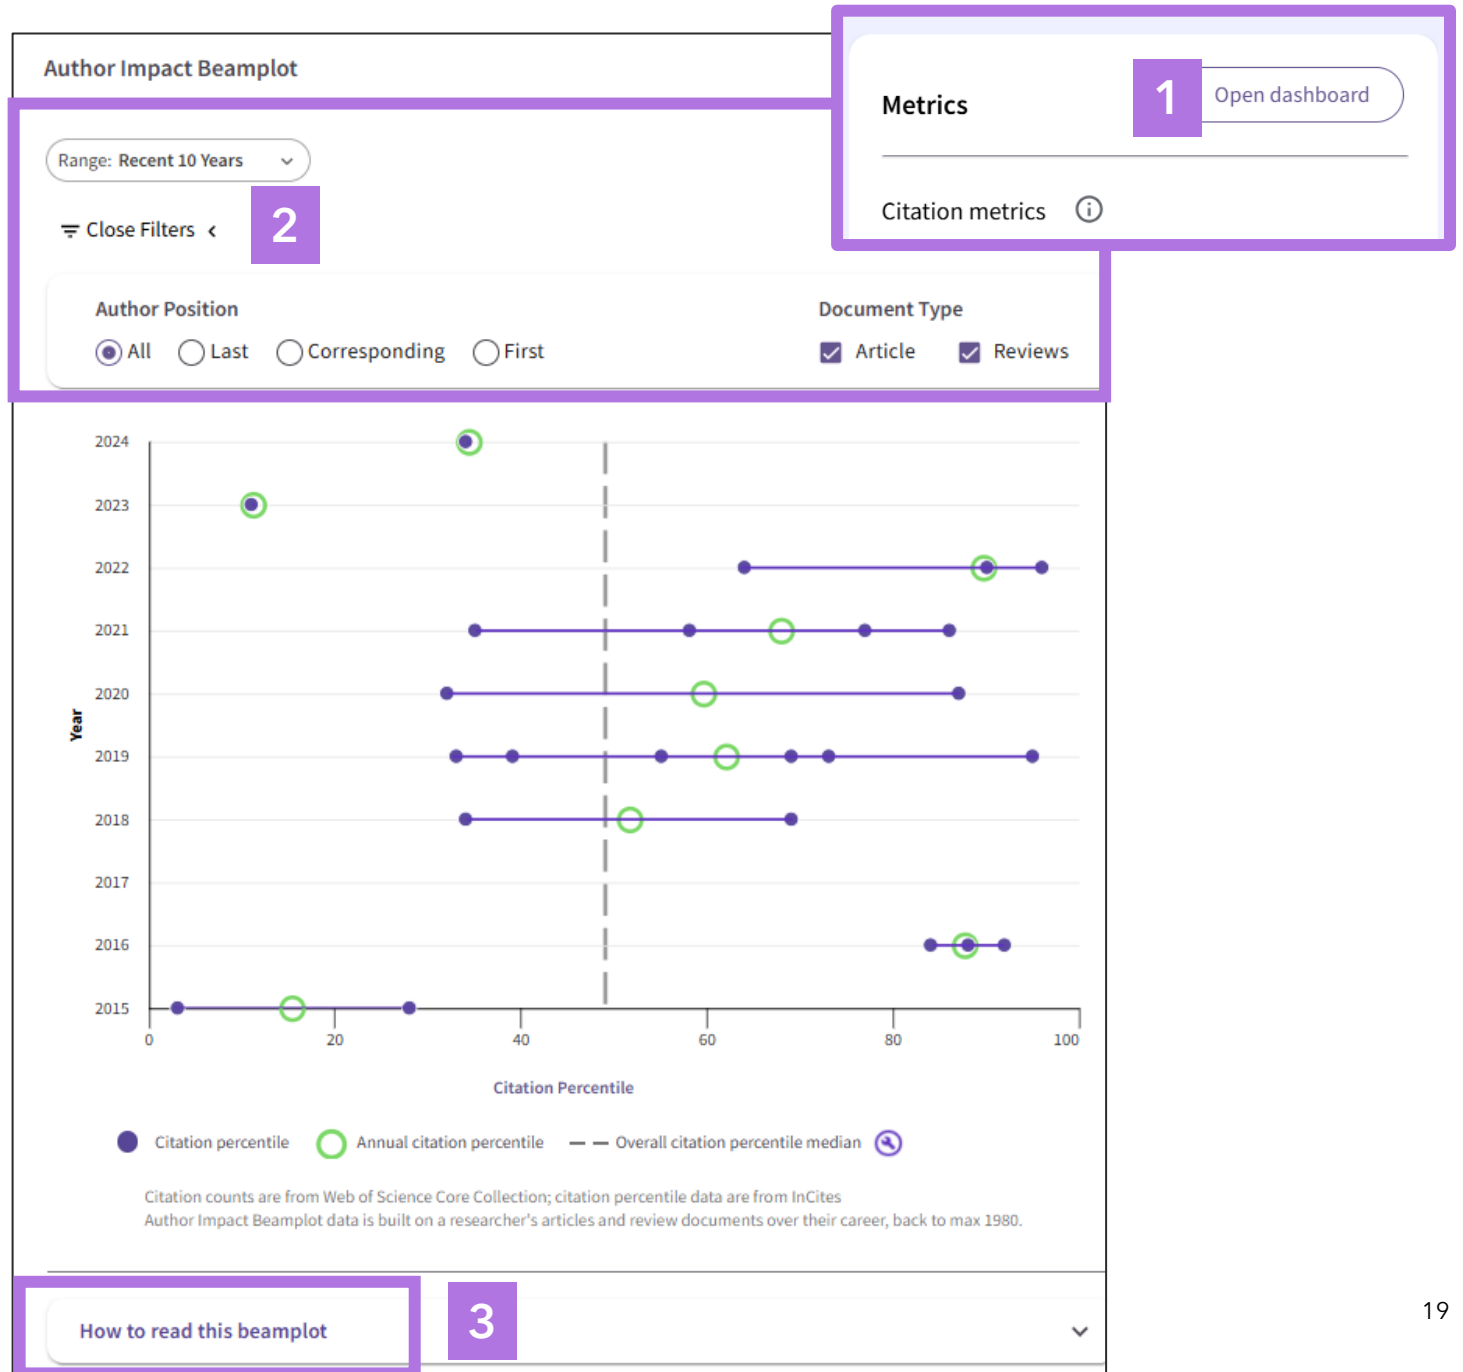 Author Impact Beamplot
Metrics
1
Open dashboard
Citation metrics
Range: Recent 10 Years
Close Filters
2
Author Position
Document Type
All
Last
Corresponding
First
Article
Reviews
2024
2023
2022
2021
2020
2019
2018
2017
2016
2015
Year
0
20
40
60
80
100
Citation Percentile
Citation percentile
Annual citation percentile
Overall citation percentile median
Citation counts are from Web of Science Core Collection; citation percentile data are from InCites
Author Impact Beamplot data is built on a researcher's articles and review documents over their career, back to max 1980.
How to read this beamplot
3
19